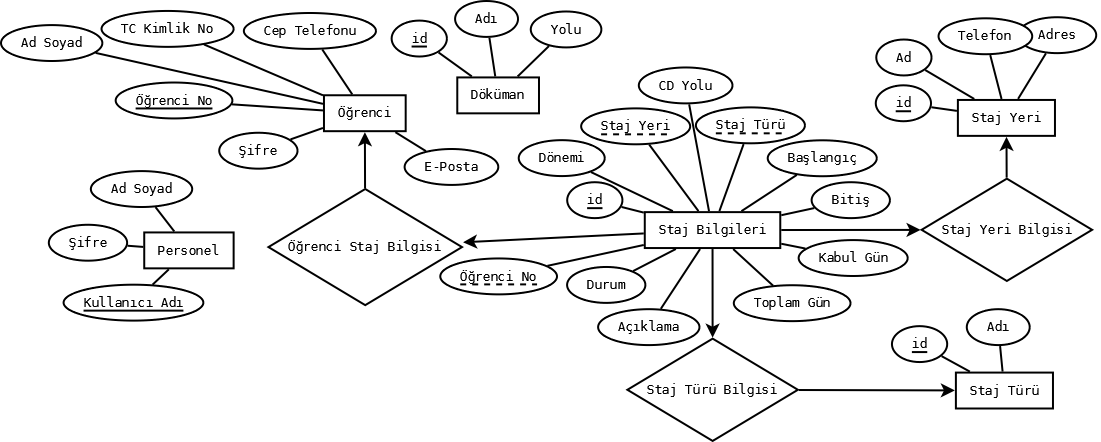 Ad Soyad
TC Kimlik No
Cep Telefonu
Öğrenci No
Öğrenci
Şifre
E-Posta
id
Adı
Yolu
Döküman
Ad Soyad
Şifre
Personel
Kullanıcı Adı
Öğrenci Staj Bilgisi
CD Yolu
Staj Yeri
Staj Türü
Dönemi
Başlangıç
id
Bitiş
Staj Bilgileri
Öğrenci No
Kabul Gün
Durum
Toplam Gün
Açıklama
Telefon
Adres
Ad
id
Staj Yeri
Staj Yeri Bilgisi
Staj Türü Bilgisi
id
Adı
Staj Türü